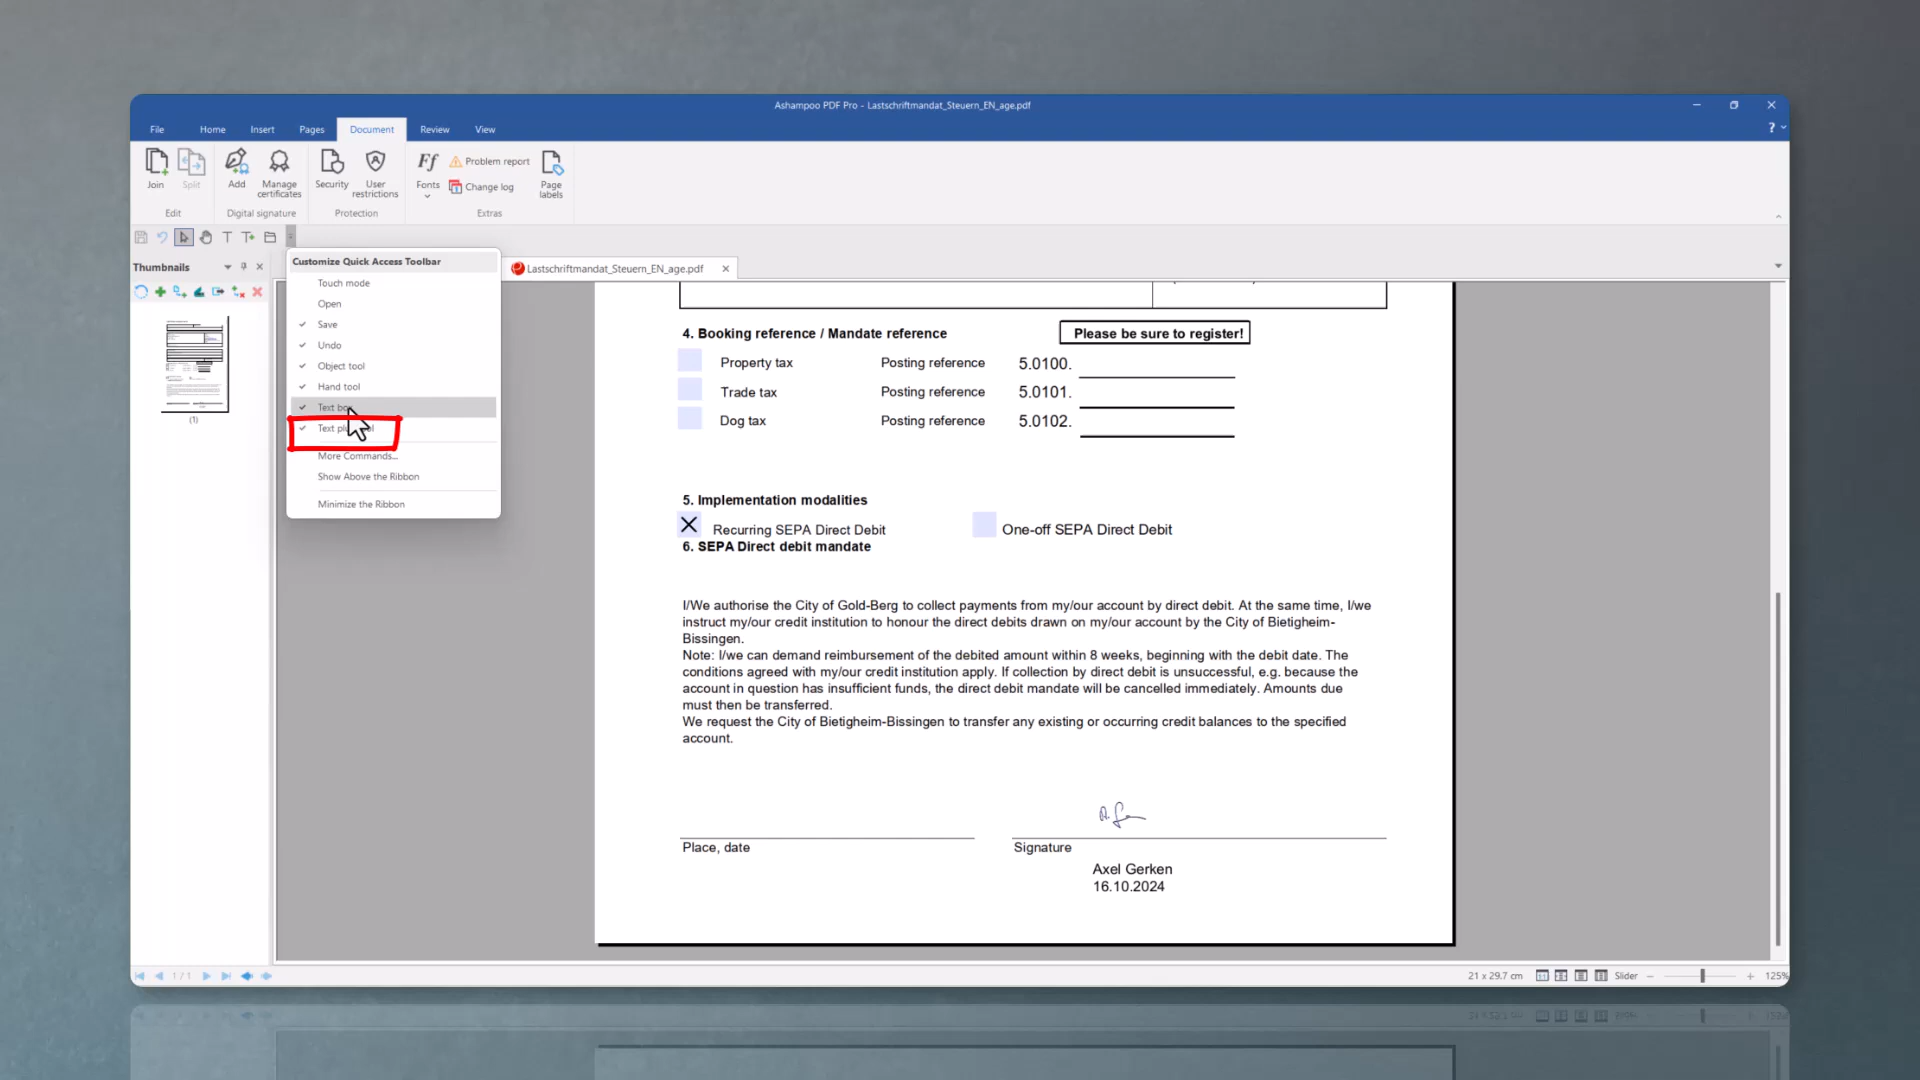 Ashampoo PDF Pro - Lastschriftmandat_Steuern_EN_age.pdf
File Home Insert Pages Document Review View
?
Join Split Add Manage certificates Security User restrictions Ff Fonts Problem report Change log Page labels
Edit Digital signature Protection Extras
Thumbnails
Lastschriftmandat_Steuern_EN_age.pdf
(1)
Customize Quick Access Toolbar
Touch mode
Open
Save
Undo
Object tool
Hand tool
Text
Text
More Commands...
Show Above the Ribbon
Minimize the Ribbon
4. Booking reference / Mandate reference Please be sure to register!
Property tax Posting reference 5.0100.
Trade tax Posting reference 5.0101.
Dog tax Posting reference 5.0102.
5. Implementation modalities
Recurring SEPA Direct Debit One-off SEPA Direct Debit
6. SEPA Direct debit mandate
I/We authorise the City of Gold-Berg to collect payments from my/our account by direct debit. At the same time, I/we
instruct my/our credit institution to honour the direct debits drawn on my/our account by the City of Bietigheim-
Bissingen.
Note: I/we can demand reimbursement of the debited amount within 8 weeks, beginning with the debit date. The
conditions agreed with my/our credit institution apply. If collection by direct debit is unsuccessful, e.g. because the
account in question has insufficient funds, the direct debit mandate will be cancelled immediately. Amounts due
must then be transferred.
We request the City of Bietigheim-Bissingen to transfer any existing or occurring credit balances to the specified
account.
Place, date Signature
Axel Gerken
16.10.2024
1 / 1 21 x 29.7 cm Slider 125%